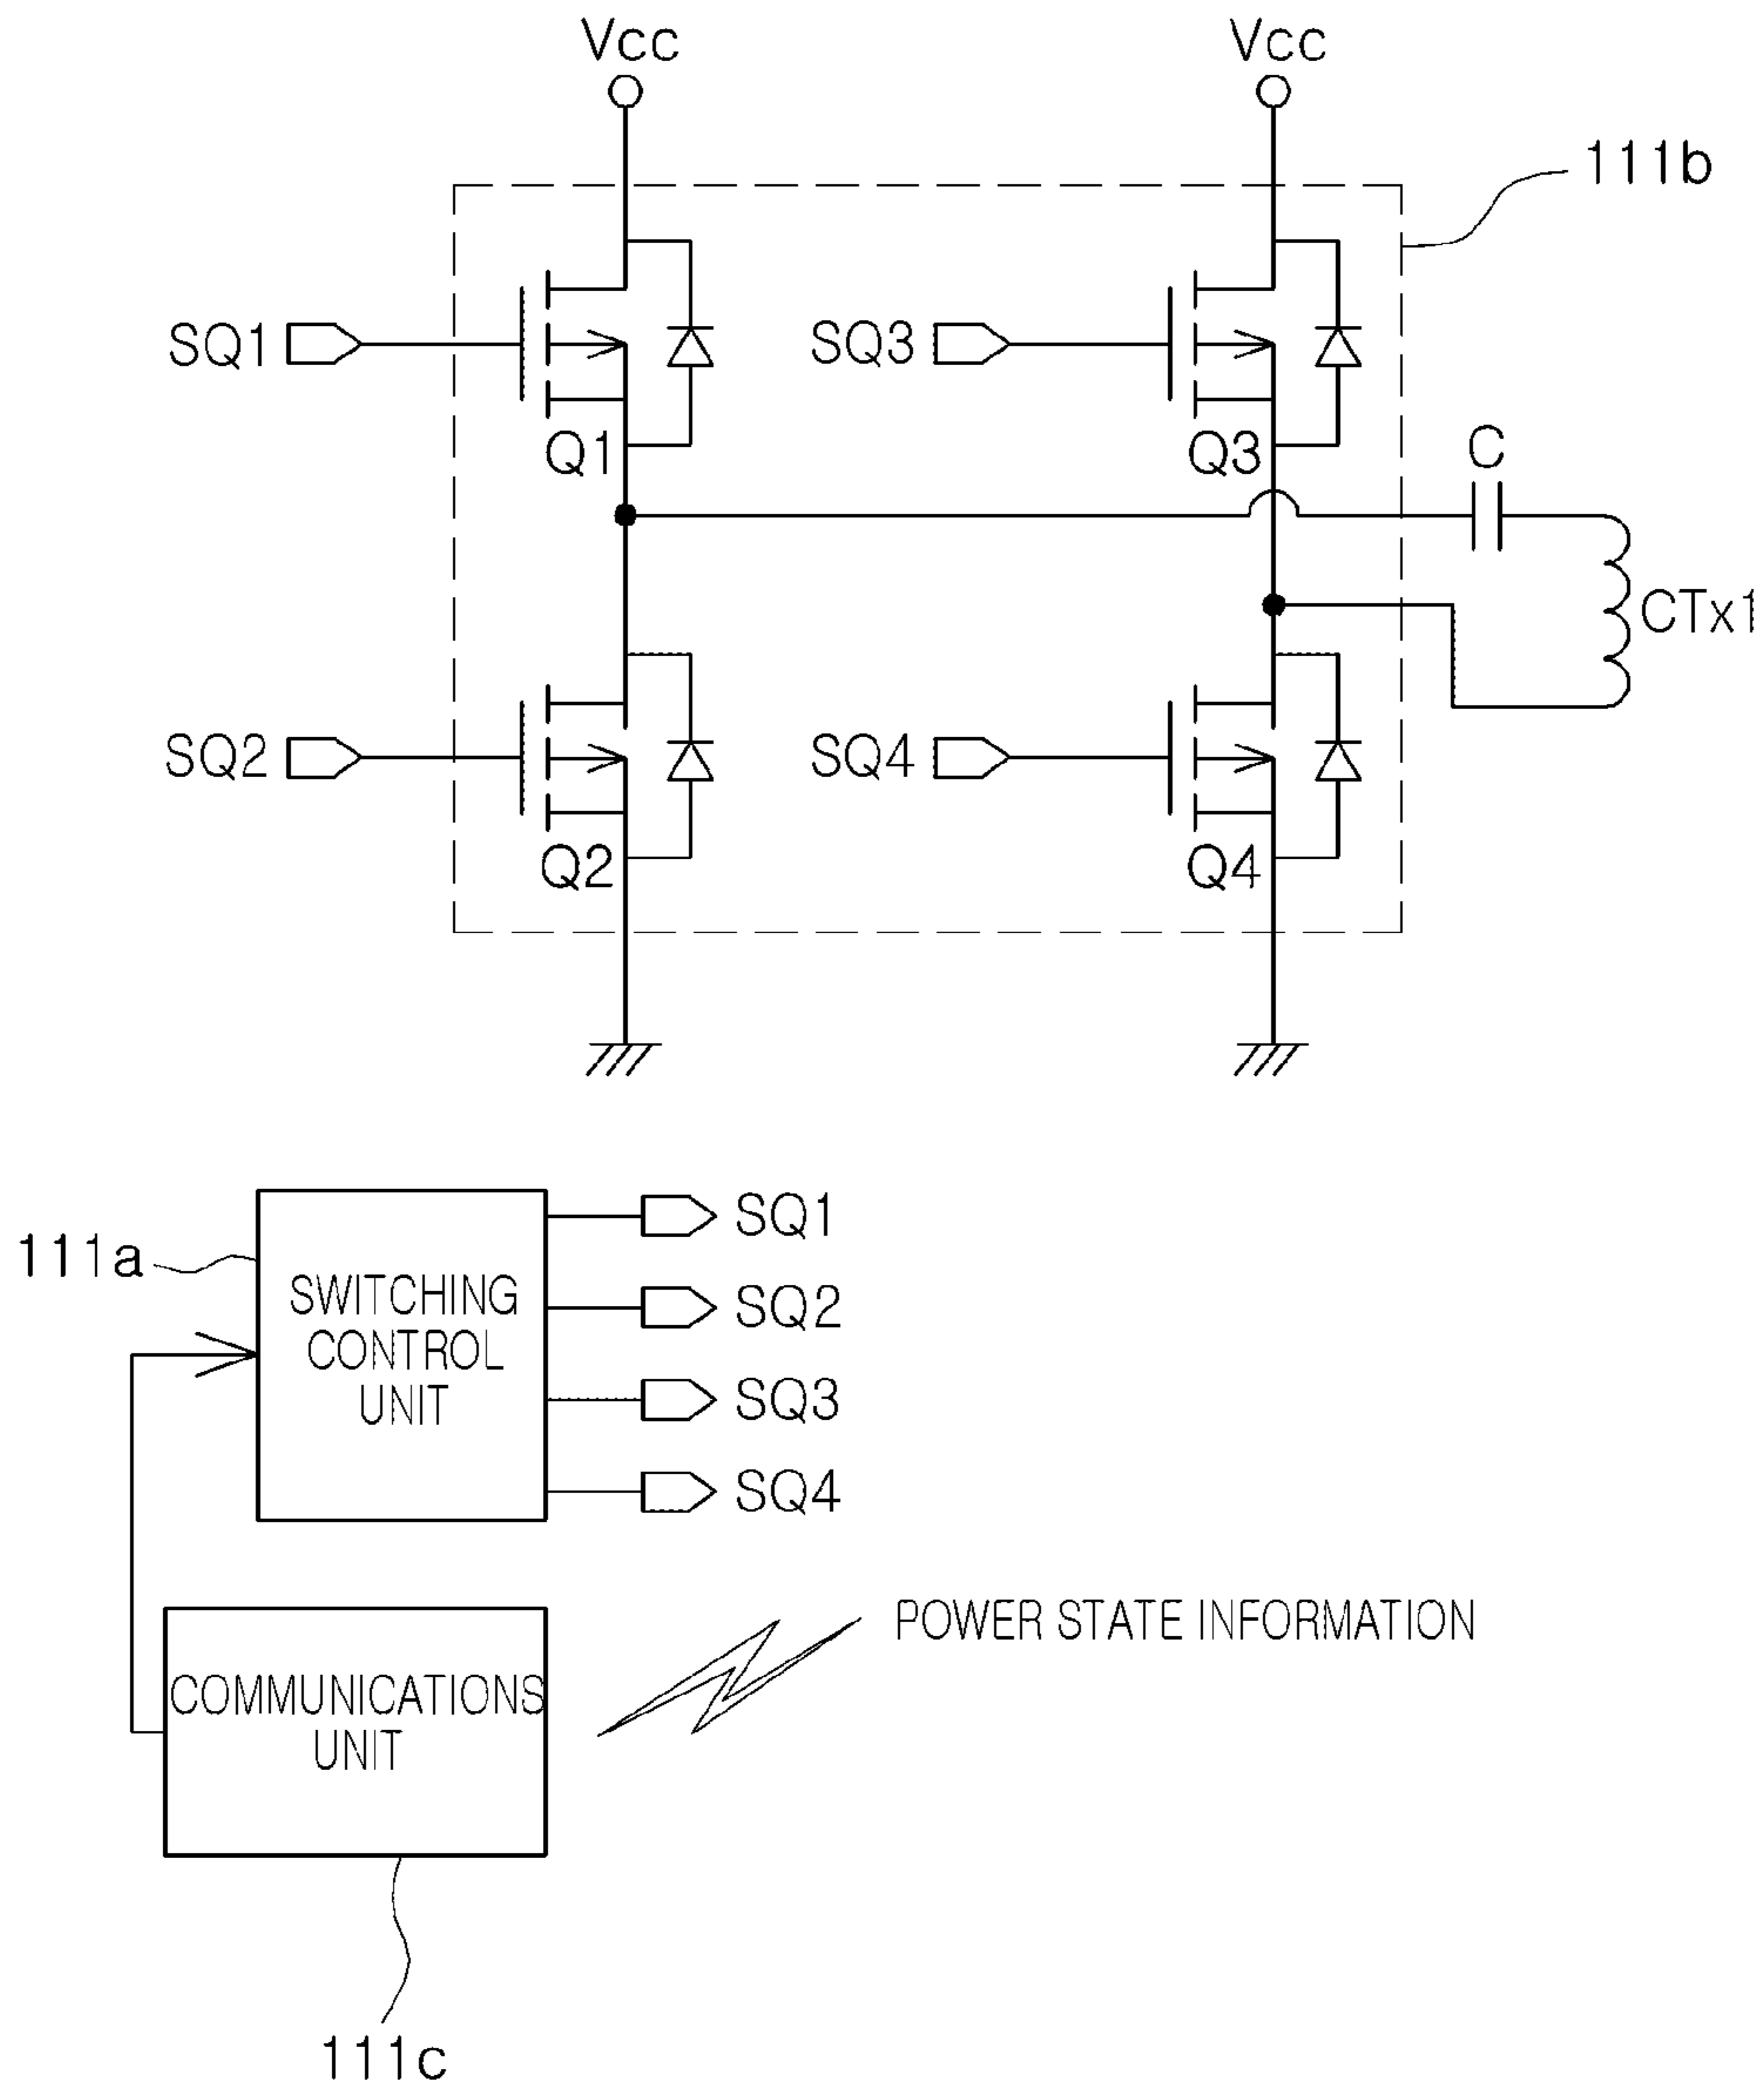 Vcc
Vcc
111b
SQ1
SQ3
Q1
Q3
C
CTx1
SQ2
SQ4
Q2
Q4
SQ1
111a
SWITCHING
CONTROL
UNIT
SQ2
SQ3
SQ4
POWER STATE INFORMATION
COMMUNICATIONS
UNIT
111c